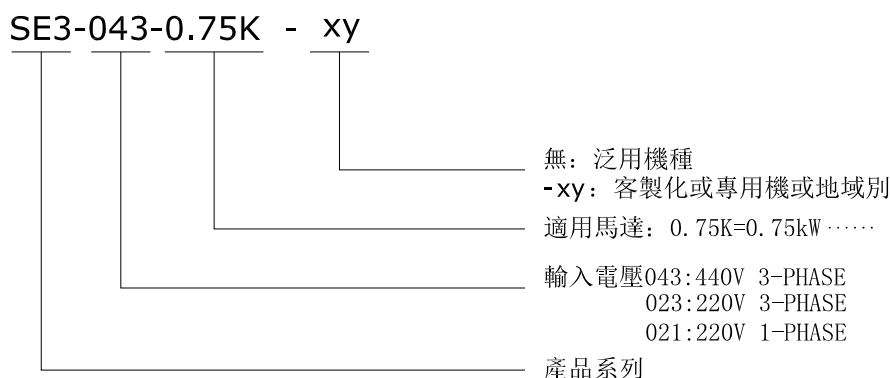 SE3-043-0.75K - xy
無：泛用機種
-xy：客製化或專用機或地域別
適用馬達：0.75K=0.75kW······
輸入電壓043:440V 3-PHASE
023:220V 3-PHASE
021:220V 1-PHASE
產品系列